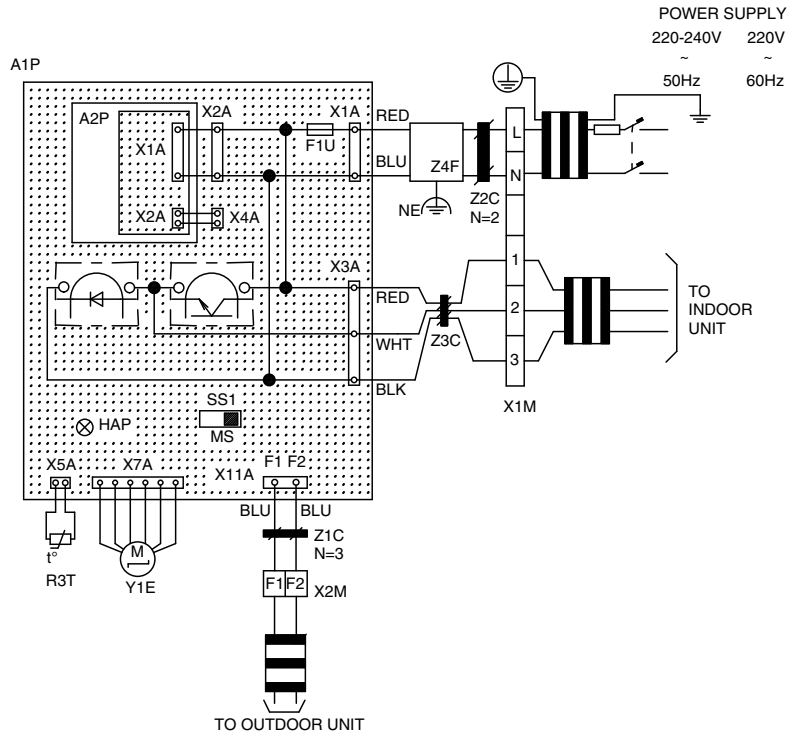 POWER SUPPLY
220-240V 220V
~ ~
50Hz 60Hz
A1P
A2P
X2A
X1A
RED
X1A
F1U
L
BLU
Z4F
N
Z2C
N=2
NE
X2A
X4A
X3A
1
RED
TO
INDOOR
UNIT
2
WHT
Z3C
3
BLK
X1M
SS1
MS
HAP
X5A
X7A
X11A
F1 F2
BLU BLU
Z1C
N=3
t°
M
R3T
Y1E
F1 F2
X2M
TO OUTDOOR UNIT